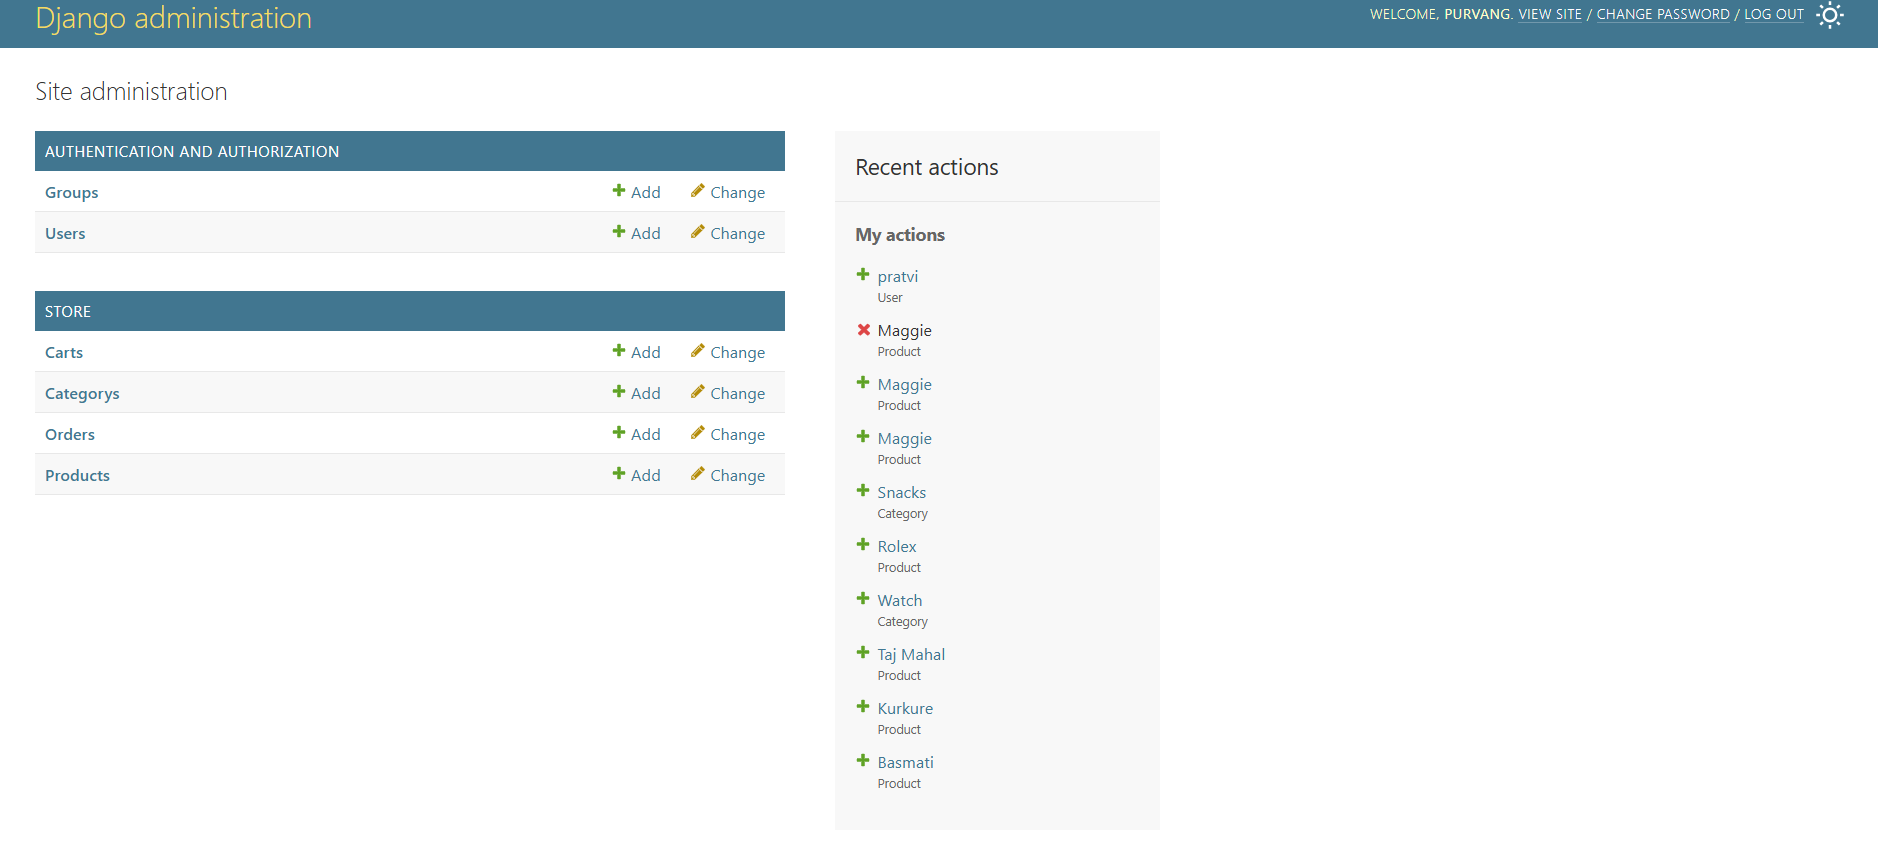 Django administration
WELCOME, PURVANG. VIEW SITE / CHANGE PASSWORD / LOG OUT
Site administration
AUTHENTICATION AND AUTHORIZATION
Groups Add Change
Users Add Change
STORE
Carts Add Change
Categorys Add Change
Orders Add Change
Products Add Change
Recent actions
My actions
pratvi
User
Maggie
Product
Maggie
Product
Maggie
Product
Snacks
Category
Rolex
Product
Watch
Category
Taj Mahal
Product
Kurkure
Product
Basmati
Product